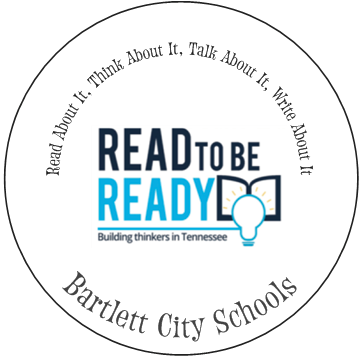 Read About It, Think About It, Talk About It, Write About It
READ TO BE
READY
Building thinkers in Tennessee
Bartlett City Schools